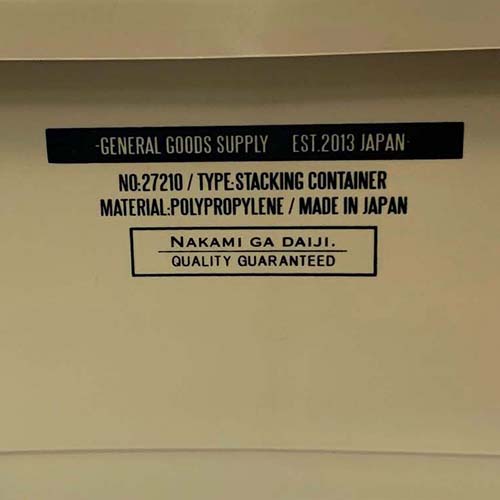 -GENERAL GOODS SUPPLY EST.2013 JAPAN-
NO:27210 / TYPE:STACKING CONTAINER
MATERIAL:POLYPROPYLENE / MADE IN JAPAN
NAKAMI GA DAIJI.
QUALITY GUARANTEED